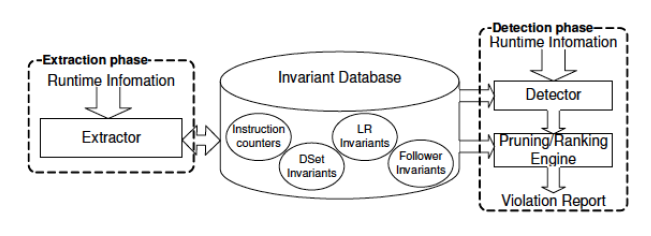 Extraction phase
Runtime Infomation
Extractor
Invariant Database
Instruction
counters
DSet
Invariants
LR
Invariants
Follower
Invariants
Detection phase
Runtime Infomation
Detector
Pruning/Ranking
Engine
Violation Report